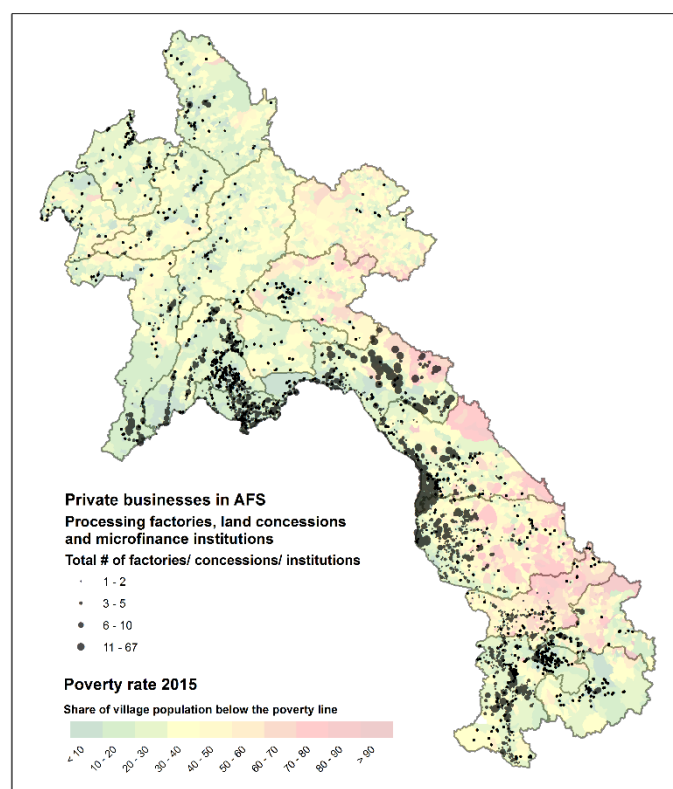 Private businesses in AFS
Processing factories, land concessions
and microfinance institutions
Total # of factories/ concessions/ institutions
1 - 2
3 - 5
6 - 10
11 - 67
Poverty rate 2015
Share of village population below the poverty line
< 10
10 - 20
20 - 30
30 - 40
40 - 50
50 - 60
60 - 70
70 - 80
80 - 90
> 90